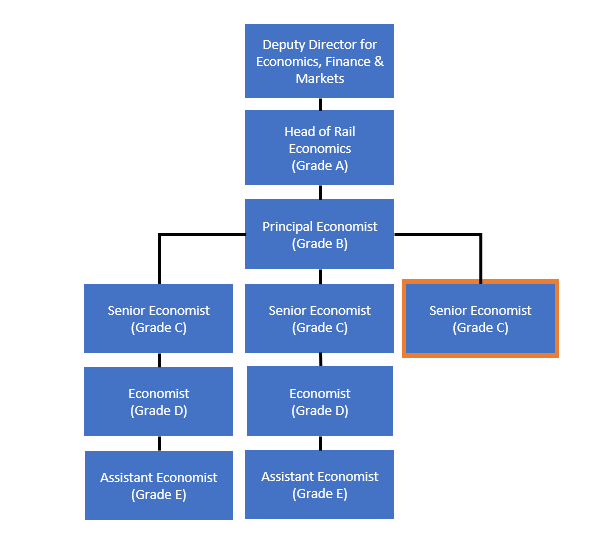 Deputy Director for
Economics, Finance &
Markets
Head of Rail
Economics
(Grade A)
Principal Economist
(Grade B)
Senior Economist
(Grade C)
Senior Economist
(Grade C)
Senior Economist
(Grade C)
Economist
(Grade D)
Economist
(Grade D)
Assistant Economist
(Grade E)
Assistant Economist
(Grade E)